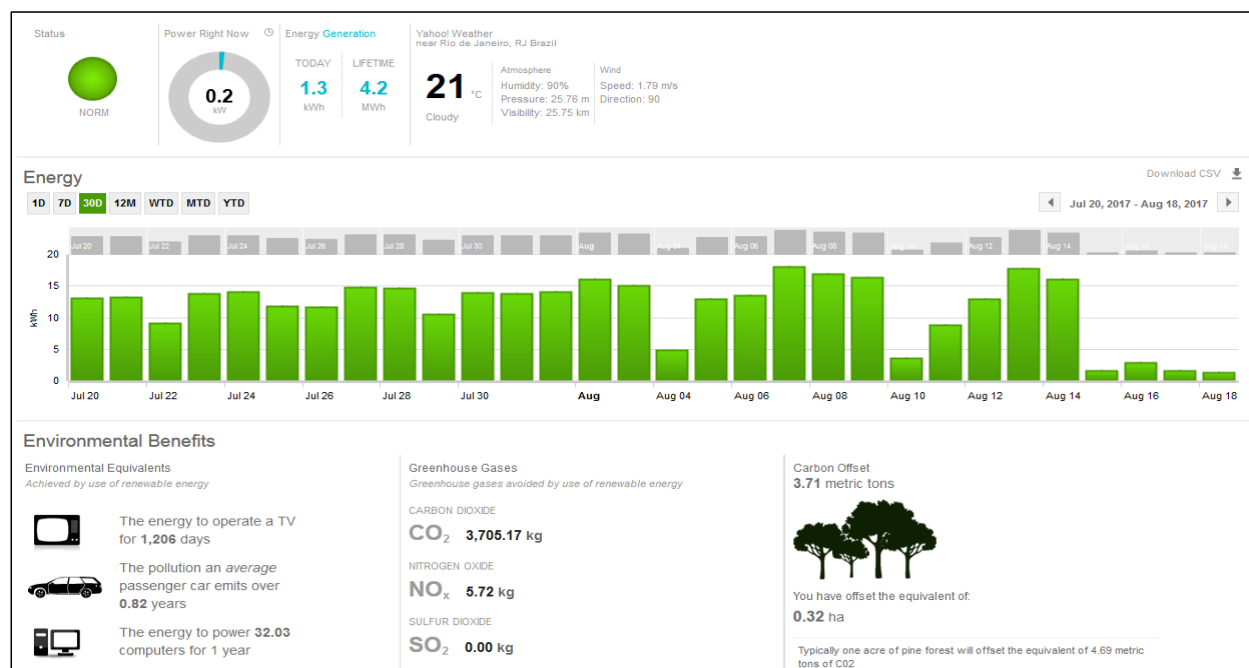 Status
NORM
Power Right Now
0.2
kW
Energy Generation
TODAY
1.3
kWh
LIFETIME
4.2
MWh
Yahoo! Weather
near Rio de Janeiro, RJ Brazil
21 °C
Cloudy
Atmosphere
Humidity: 90%
Pressure: 25.76 m
Visibility: 25.75 km
Wind
Speed: 1.79 m/s
Direction: 90
Energy
Download CSV
1D 7D 30D 12M WTD MTD YTD
Jul 20, 2017 - Aug 18, 2017
Jul 20 Jul 22 Jul 24 Jul 26 Jul 28 Jul 30 Aug Aug 04 Aug 06 Aug 08 Aug 10 Aug 12 Aug 14 Aug 16 Aug 18
20
15
10
5
0
kWh
Jul 20 Jul 22 Jul 24 Jul 26 Jul 28 Jul 30 Aug Aug 04 Aug 06 Aug 08 Aug 10 Aug 12 Aug 14 Aug 16 Aug 18
Environmental Benefits
Environmental Equivalents
Achieved by use of renewable energy
The energy to operate a TV
for 1,206 days
The pollution an average
passenger car emits over
0.82 years
The energy to power 32.03
computers for 1 year
Greenhouse Gases
Greenhouse gases avoided by use of renewable energy
CARBON DIOXIDE
CO₂ 3,705.17 kg
NITROGEN OXIDE
NOₓ 5.72 kg
SULFUR DIOXIDE
SO₂ 0.00 kg
Carbon Offset
3.71 metric tons
You have offset the equivalent of:
0.32 ha
Typically one acre of pine forest will offset the equivalent of 4.69 metric
tons of C02